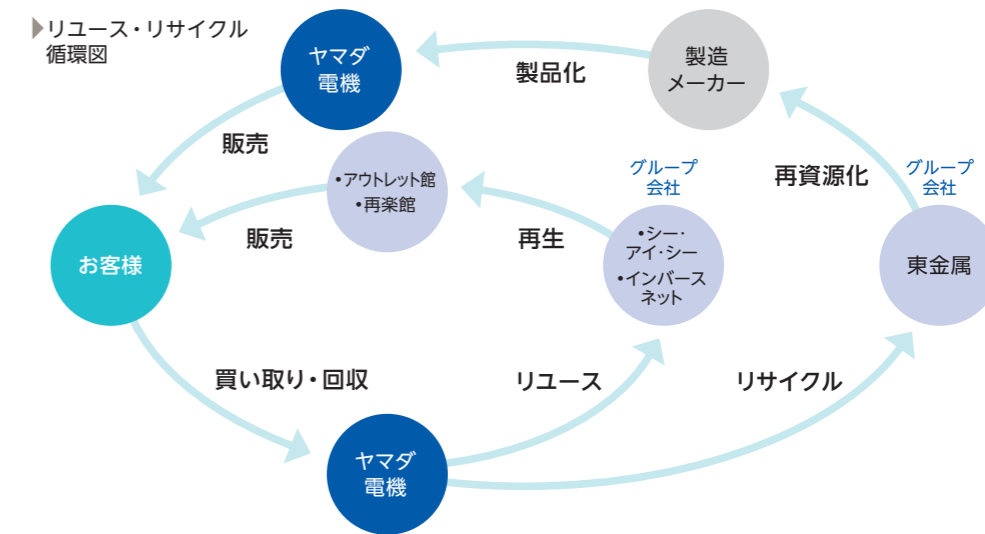 ▶リユース・リサイクル
循環図
ヤマダ
電機
製品化
製造
メーカー
販売
•アウトレット館
•再楽館
グループ
会社
再資源化
グループ
会社
販売
再生
•シー・
アイ・シー
•インバース
ネット
お客様
東金属
買い取り・回収
リユース
リサイクル
ヤマダ
電機